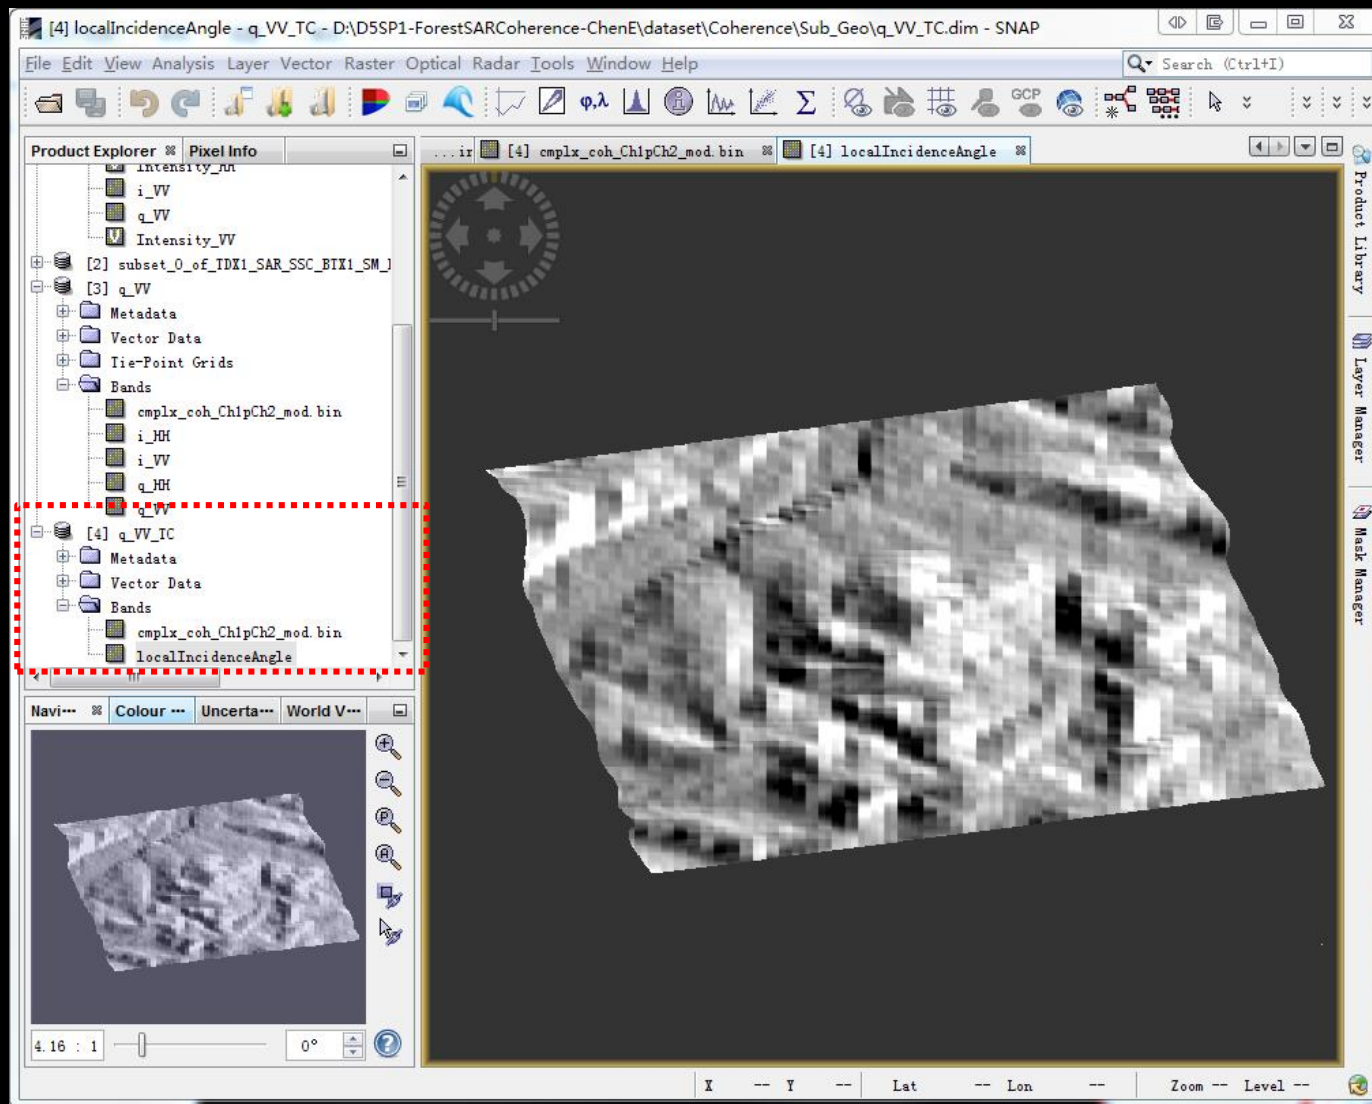 [4] localIncidenceAngle - q_VV_TC - D:\D5SP1-ForestSARCoherence-ChenE\dataset\Coherence\Sub_Geo\q_VV_TC.dim - SNAP
File Edit View Analysis Layer Vector Raster Optical Radar Tools Window Help
Search (Ctrl+I)
φ,λ Σ GCP
Product Explorer Pixel Info
...ir [4] cmplx_coh_Ch1pCh2_mod.bin [4] localIncidenceAngle
Intensity_HH
i_VV
q_VV
Intensity_VV
[2] subset_0_of_TDX1_SAR_SSC_BTX1_SM_
[3] q_VV
Metadata
Vector Data
Tie-Point Grids
Bands
cmplx_coh_Ch1pCh2_mod.bin
i_HH
i_VV
q_HH
q_VV
[4] q_VV_TC
Metadata
Vector Data
Bands
cmplx_coh_Ch1pCh2_mod.bin
localIncidenceAngle
Product Library
Layer Manager
Mask Manager
Navi... Colour ... Uncerta... World V...
4.16 : 1
0°
X -- Y -- Lat -- Lon -- Zoom -- Level --